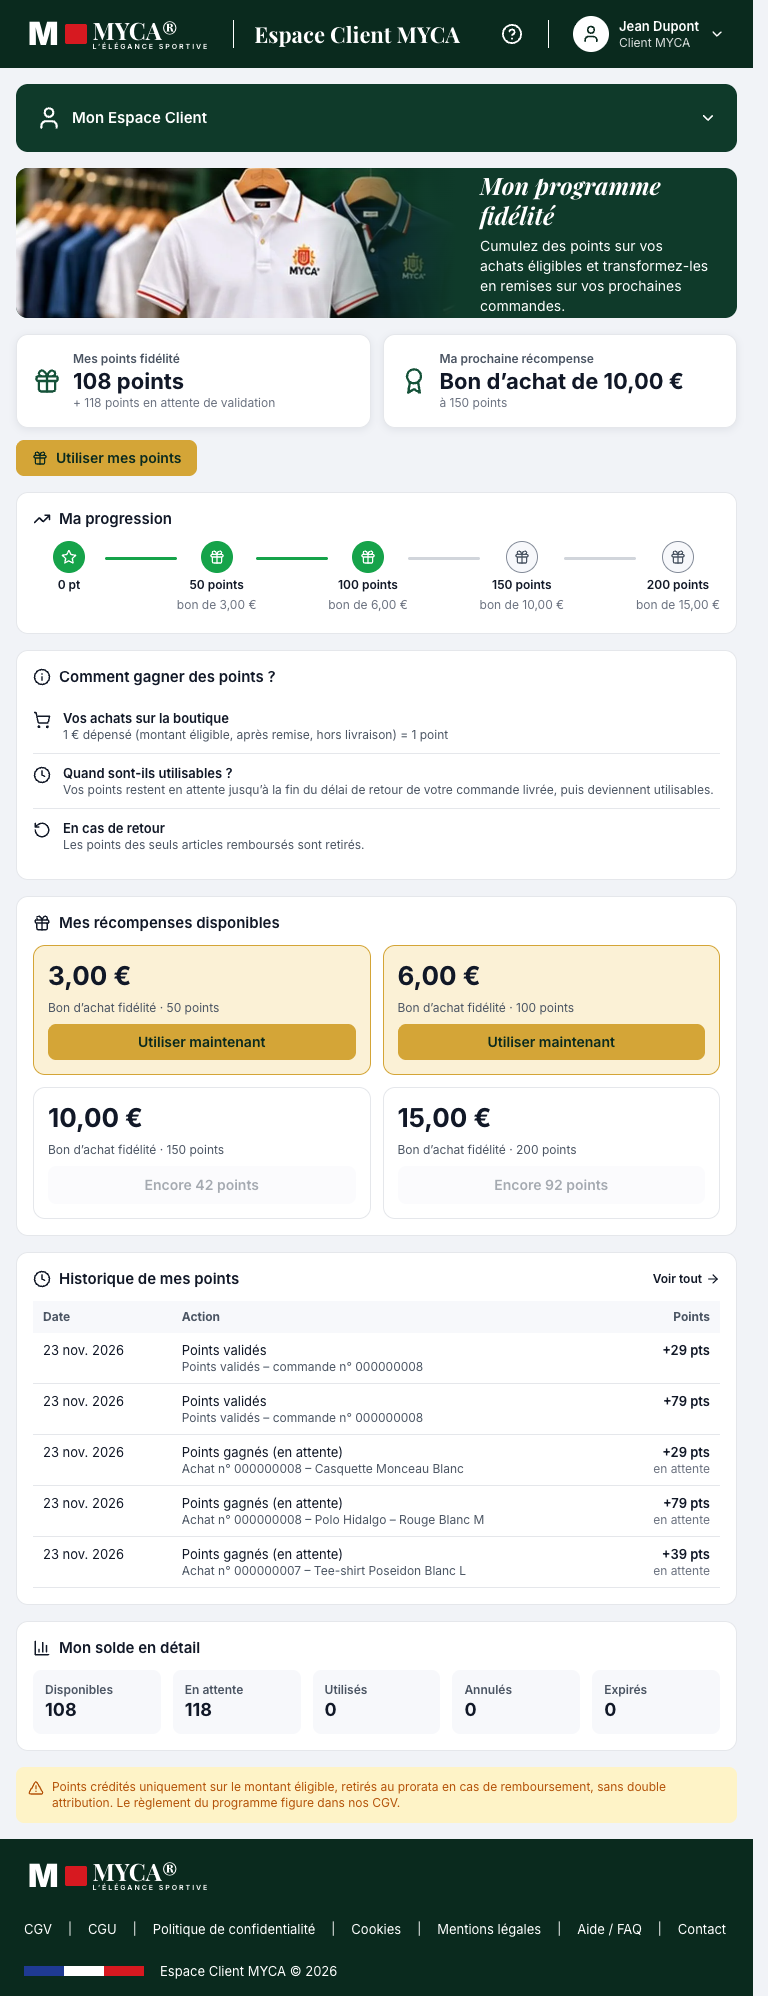 M MYCA®
L'ÉLÉGANCE SPORTIVE
Espace Client MYCA
Jean Dupont
Client MYCA
Mon Espace Client
Mon programme
fidélité
Cumulez des points sur vos
achats éligibles et transformez-les
en remises sur vos prochaines
commandes.
MYCA
MYCA
Mes points fidélité
108 points
+ 118 points en attente de validation
Ma prochaine récompense
Bon d’achat de 10,00 €
à 150 points
Utiliser mes points
Ma progression
0 pt
50 points
bon de 3,00 €
100 points
bon de 6,00 €
150 points
bon de 10,00 €
200 points
bon de 15,00 €
Comment gagner des points ?
Vos achats sur la boutique
1 € dépensé (montant éligible, après remise, hors livraison) = 1 point
Quand sont-ils utilisables ?
Vos points restent en attente jusqu’à la fin du délai de retour de votre commande livrée, puis deviennent utilisables.
En cas de retour
Les points des seuls articles remboursés sont retirés.
Mes récompenses disponibles
3,00 €
Bon d’achat fidélité · 50 points
Utiliser maintenant
6,00 €
Bon d’achat fidélité · 100 points
Utiliser maintenant
10,00 €
Bon d’achat fidélité · 150 points
Encore 42 points
15,00 €
Bon d’achat fidélité · 200 points
Encore 92 points
Historique de mes points
Voir tout →
Date Action Points
23 nov. 2026 Points validés +29 pts
Points validés – commande n° 000000008
23 nov. 2026 Points validés +79 pts
Points validés – commande n° 000000008
23 nov. 2026 Points gagnés (en attente) +29 pts
Achat n° 000000008 – Casquette Monceau Blanc en attente
23 nov. 2026 Points gagnés (en attente) +79 pts
Achat n° 000000008 – Polo Hidalgo – Rouge Blanc M en attente
23 nov. 2026 Points gagnés (en attente) +39 pts
Achat n° 000000007 – Tee-shirt Poseidon Blanc L en attente
Mon solde en détail
Disponibles
108
En attente
118
Utilisés
0
Annulés
0
Expirés
0
Points crédités uniquement sur le montant éligible, retirés au prorata en cas de remboursement, sans double
attribution. Le règlement du programme figure dans nos CGV.
M MYCA®
L'ÉLÉGANCE SPORTIVE
CGV | CGU | Politique de confidentialité | Cookies | Mentions légales | Aide / FAQ | Contact
Espace Client MYCA © 2026